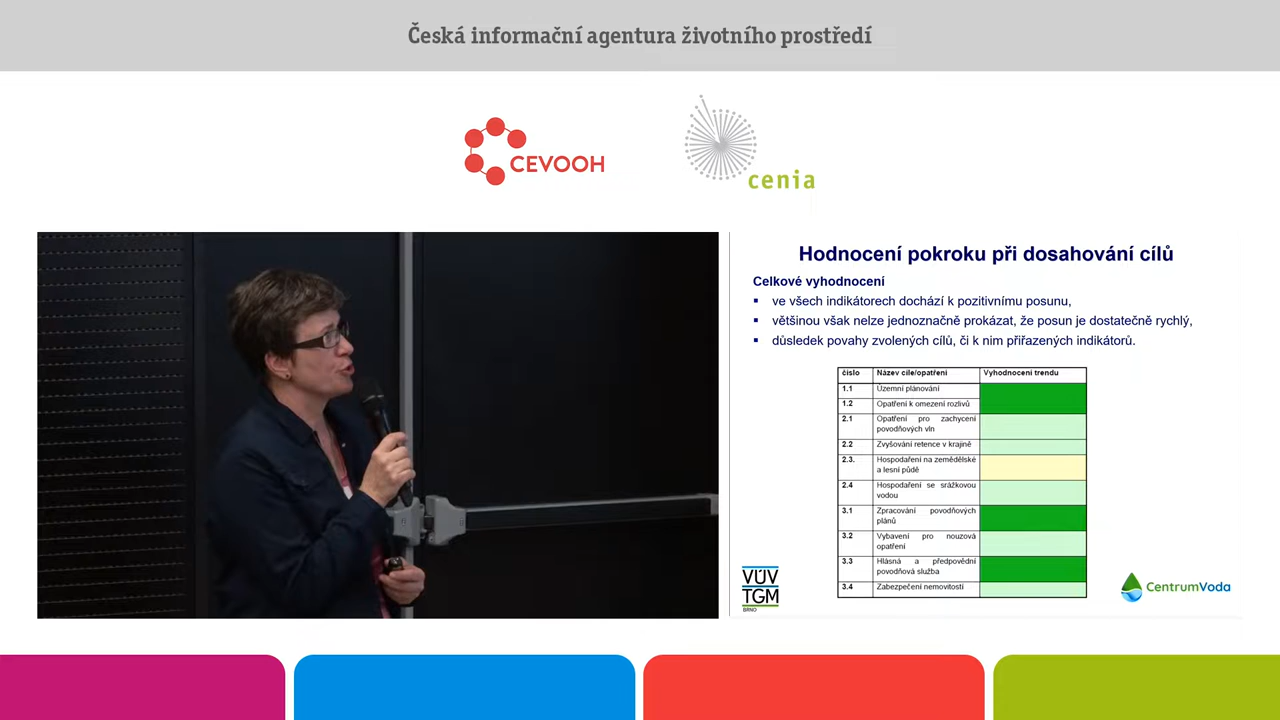 Česká informační agentura životního prostředí
CEVOOH
cenia
Hodnocení pokroku při dosahování cílů
Celkové vyhodnocení
▪ ve všech indikátorech dochází k pozitivnímu posunu,
▪ většinou však nelze jednoznačně prokázat, že posun je dostatečně rychlý,
▪ důsledek povahy zvolených cílů, či k nim přiřazených indikátorů.
číslo Název cíle/opatření Vyhodnocení trendu
1.1 Územní plánování
1.2 Opatření k omezení rozlivů
2.1 Opatření pro zachycení
povodňových vln
2.2 Zvyšování retence v krajině
2.3. Hospodaření na zemědělské
a lesní půdě
2.4 Hospodaření se srážkovou
vodou
3.1 Zpracování povodňových
plánů
3.2 Vybavení pro nouzová
opatření
3.3 Hlásná a předpovědní
povodňová služba
3.4 Zabezpečení nemovitostí
VÚV
TGM
BRNO
CentrumVoda